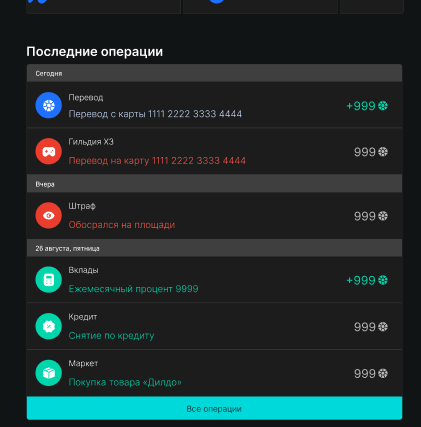 Последние операции
Сегодня
Перевод
Перевод с карты 1111 2222 3333 4444
+999
Гильдия ХЗ
Перевод на карту 1111 2222 3333 4444
999
Вчера
Штраф
Обосрался на площади
999
26 августа, пятница
Вклады
Ежемесячный процент 9999
+999
Кредит
Снятие по кредиту
999
Маркет
Покупка товара «Дилдо»
999
Все операции